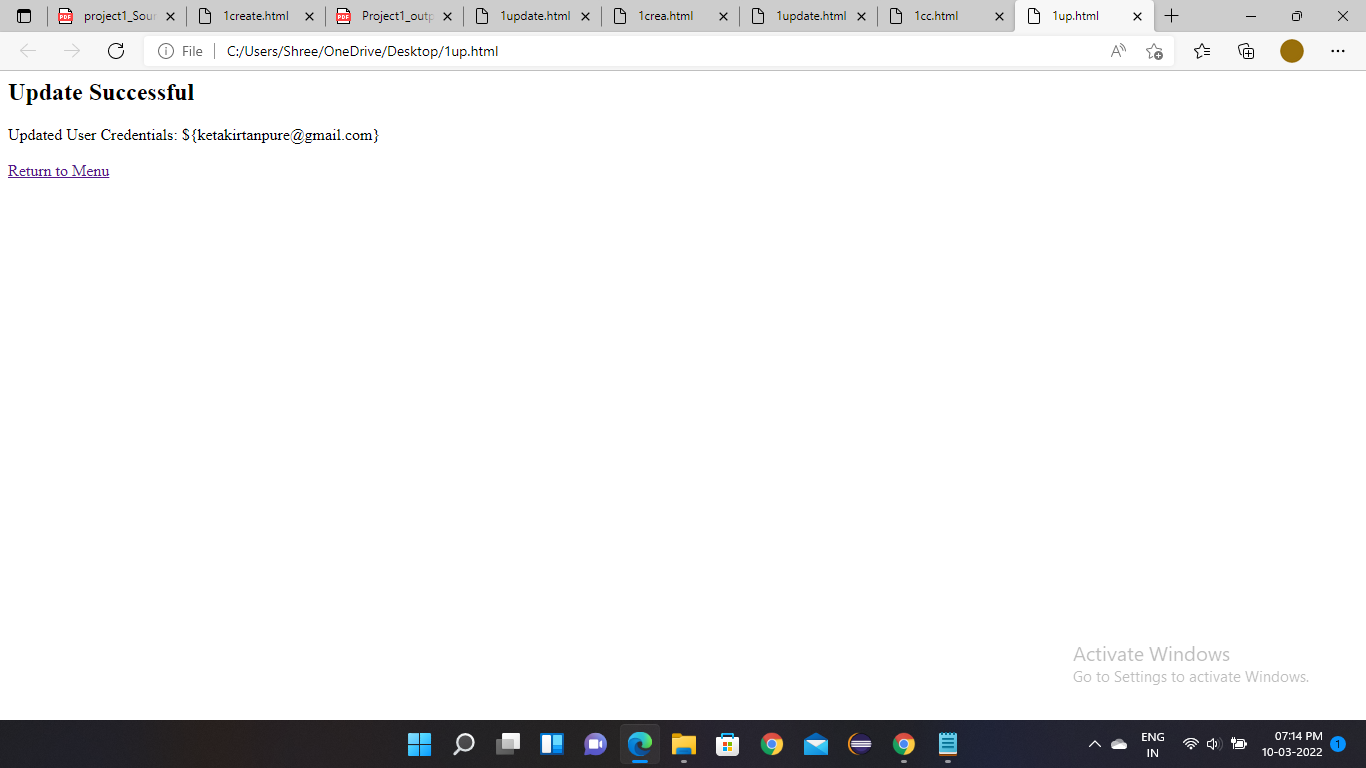 project1_Sour
1create.html
Project1_outp
1update.html
1crea.html
1update.html
1cc.html
1up.html
File
C:/Users/Shree/OneDrive/Desktop/1up.html
Update Successful
Updated User Credentials: ${ketakirtanpure@gmail.com}
Return to Menu
Activate Windows
Go to Settings to activate Windows.
ENG
IN
07:14 PM
10-03-2022
1